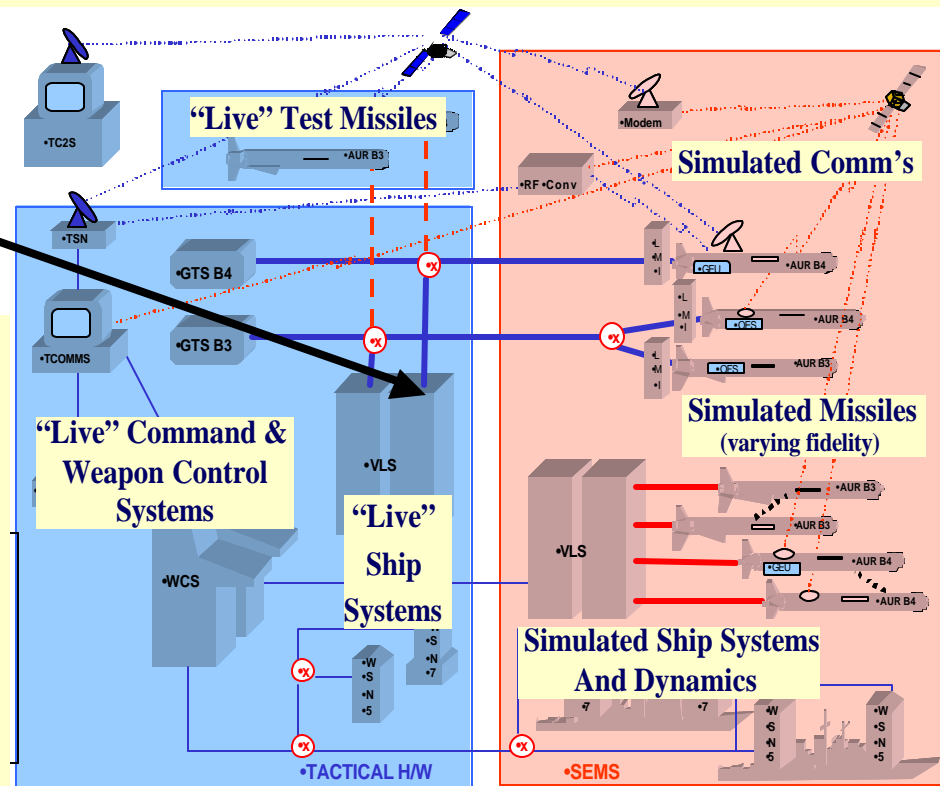 •TC2S
“Live” Test Missiles
•AUR B3
•Modem
•RF •Conv
Simulated Comm’s
•TSN
•GTS B4
•X
•L
•M
•I
•GEU
•AUR B4
•TCOMMS
•GTS B3
•X
•X
•L
•M
•I
•OES
•AUR B4
•L
•M
•I
•OES
•AUR B3
“Live” Command &
Weapon Control
Systems
•VLS
Simulated Missiles
(varying fidelity)
“Live”
Ship
Systems
•VLS
•AUR B3
•AUR B3
•GEU
•AUR B4
•AUR B4
•WCS
•S
•N
•7
•X
•W
•S
•N
•5
•X
Simulated Ship Systems
And Dynamics
•7
•7
•X
•W
•S
•N
•5
•W
•S
•N
•5
•TACTICAL H/W
•SEMS